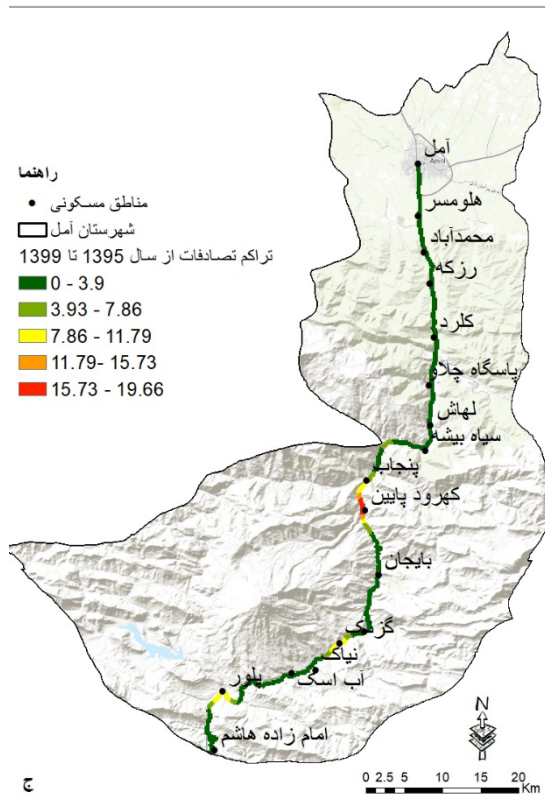 آمل
Amol
هلومسر
محمدآباد
رزکه
کلرد
پاسگاه چلاو
لهاش
سیاه بیشه
پنجاب
کهرود پایین
بایجان
گزنک
نیاک
آب اسک
پلور
امام زاده هاشم
راهنما
مناطق مسکونی
شهرستان آمل
تراکم تصادفات از سال 1395 تا 1399
0 - 3.9
3.93 - 7.86
7.86 - 11.79
11.79- 15.73
15.73 - 19.66
N
0 2.5 5 10 15 20
Km
ج